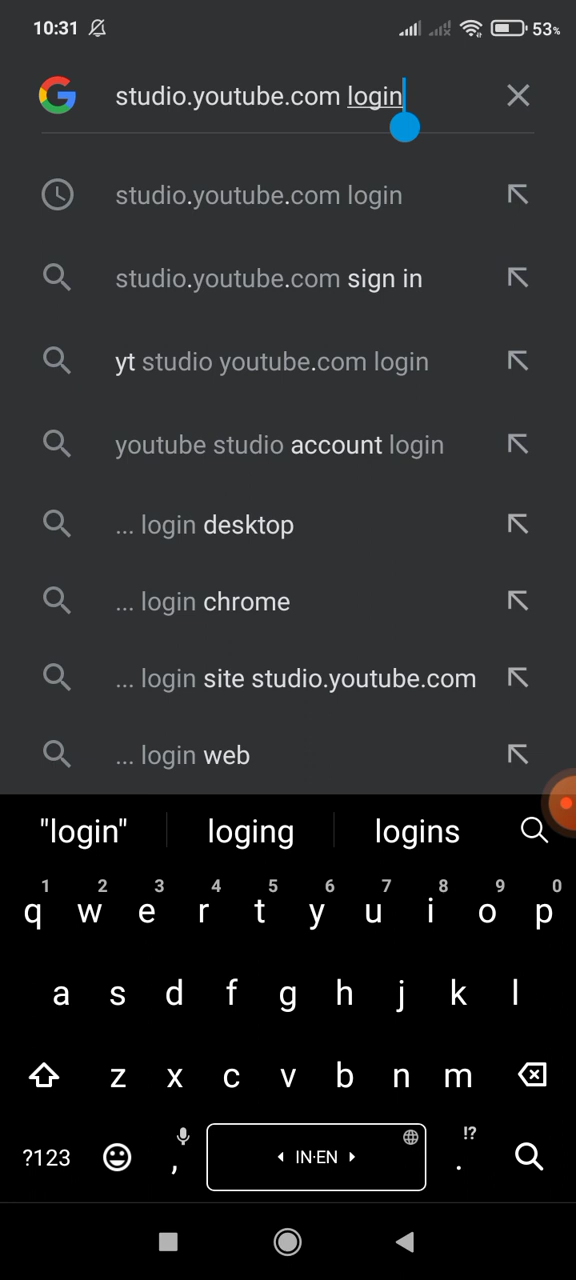 10:31 53%
studio.youtube.com login
studio.youtube.com login
studio.youtube.com sign in
yt studio youtube.com login
youtube studio account login
... login desktop
... login chrome
... login site studio.youtube.com
... login web
"login" loging logins
1 2 3 4 5 6 7 8 9 0
q w e r t y u i o p
a s d f g h j k l
z x c v b n m
!?
?123 , IN·EN .